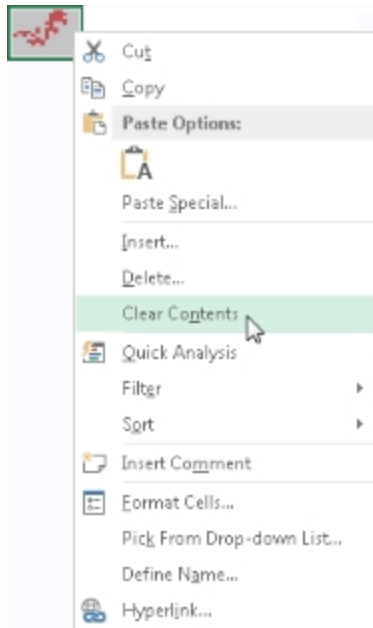 Cut
Copy
Paste Options:
A
Paste Special...
Insert...
Delete...
Clear Contents
Quick Analysis
Filter
Sort
Insert Comment
Format Cells...
Pick From Drop-down List...
Define Name...
Hyperlink...